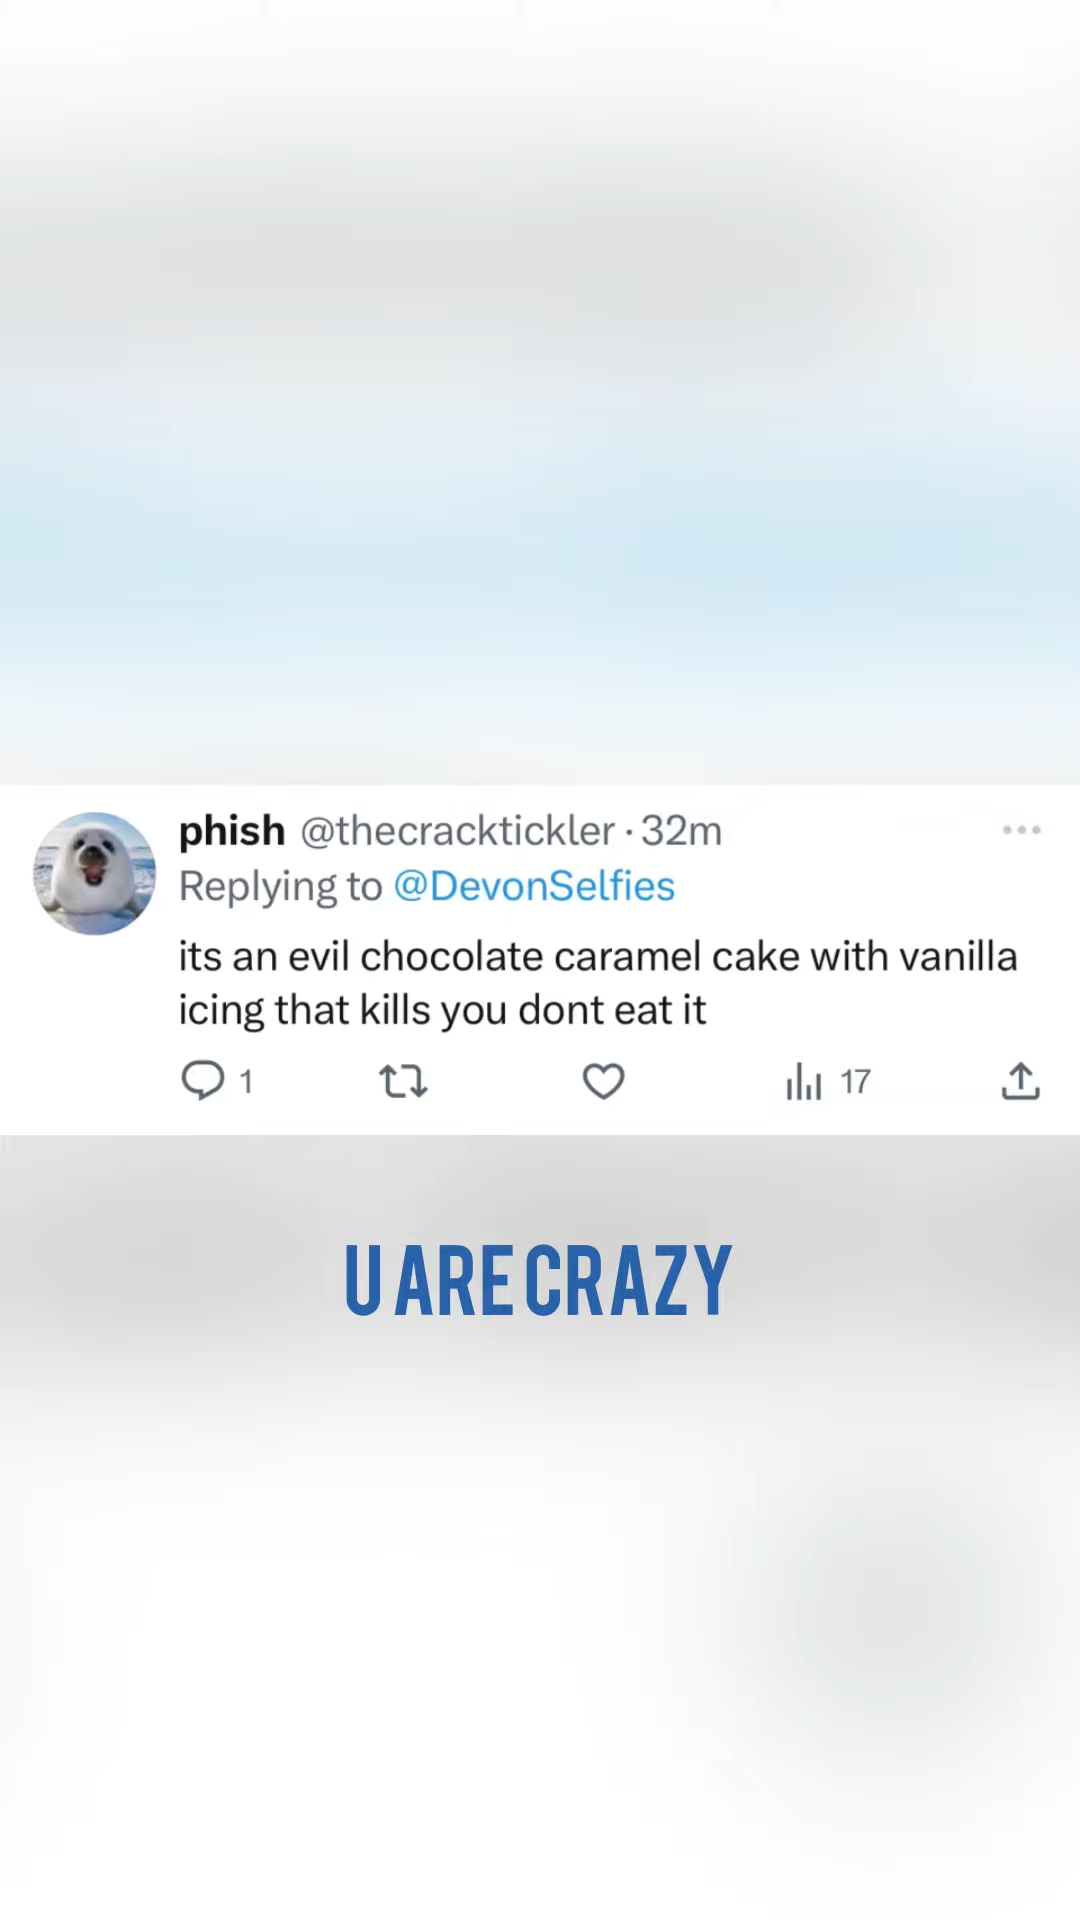 phish @thecracktickler · 32m
Replying to @DevonSelfies
its an evil chocolate caramel cake with vanilla
icing that kills you dont eat it
1 17
U ARE CRAZY